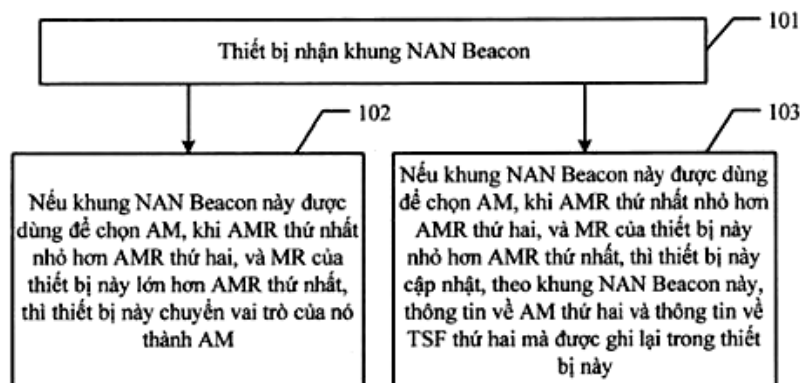 101
Thiết bị nhận khung NAN Beacon
102
Nếu khung NAN Beacon này được
dùng để chọn AM, khi AMR thứ nhất
nhỏ hơn AMR thứ hai, và MR của
thiết bị này lớn hơn AMR thứ nhất,
thì thiết bị này chuyển vai trò của nó
thành AM
103
Nếu khung NAN Beacon này được dùng
để chọn AM, khi AMR thứ nhất nhỏ hơn
AMR thứ hai, và MR của thiết bị này
nhỏ hơn AMR thứ nhất, thì thiết bị này
cập nhật, theo khung NAN Beacon này,
thông tin về AM thứ hai và thông tin về
TSF thứ hai mà được ghi lại trong thiết
bị này